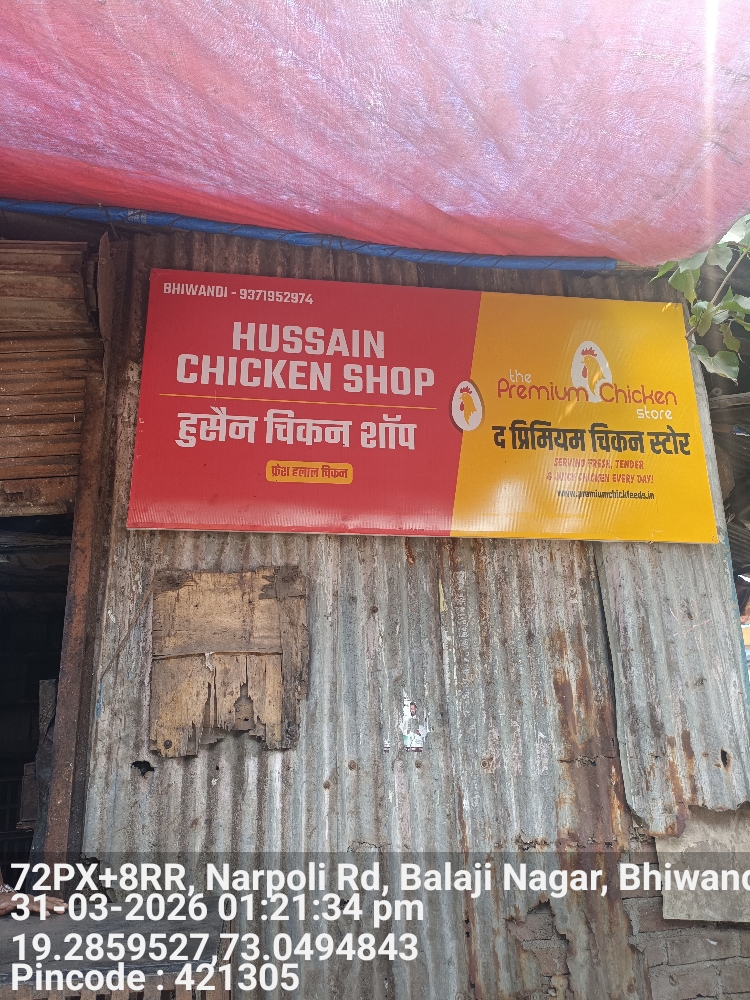 BHIWANDI - 9371952974
HUSSAIN
CHICKEN SHOP
हुसैन चिकन शॉप
फ्रेश हलाल चिकन
the
Premium Chicken
store
द प्रिमियम चिकन स्टोर
SERVING FRESH, TENDER
& JUICY CHICKEN EVERY DAY!
www.premiumchickfeeds.in
72PX+8RR, Narpoli Rd, Balaji Nagar, Bhiwand
31-03-2026 01:21:34 pm
19.2859527,73.0494843
Pincode : 421305